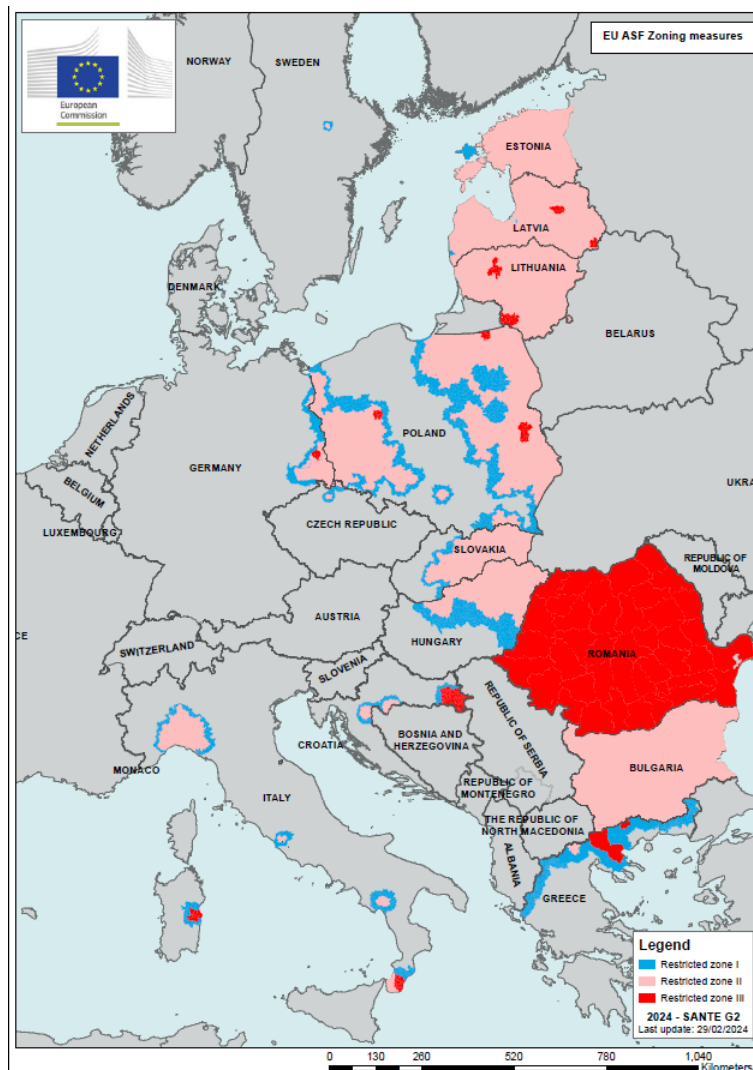 EU ASF Zoning measures
European
Commission
NORWAY
SWEDEN
ESTONIA
LATVIA
LITHUANIA
DENMARK
BELARUS
NETHERLANDS
POLAND
GERMANY
BELGIUM
UKRA
LUXEMBOURG
CZECH REPUBLIC
SLOVAKIA
REPUBLIC OF
MOLDOVA
AUSTRIA
CE
SWITZERLAND
HUNGARY
ROMANIA
SLOVENIA
REPUBLIC OF SERBIA
BOSNIA AND
HERZEGOVINA
CROATIA
MONACO
BULGARIA
ITALY
REPUBLIC OF
MONTENEGRO
THE REPUBLIC OF
NORTH MACEDONIA
ALBANIA
GREECE
Legend
Restricted zone I
Restricted zone II
Restricted zone III
2024 - SANTE G2
Last update: 29/02/2024
0 130 260 520 780 1,040
Kilometers